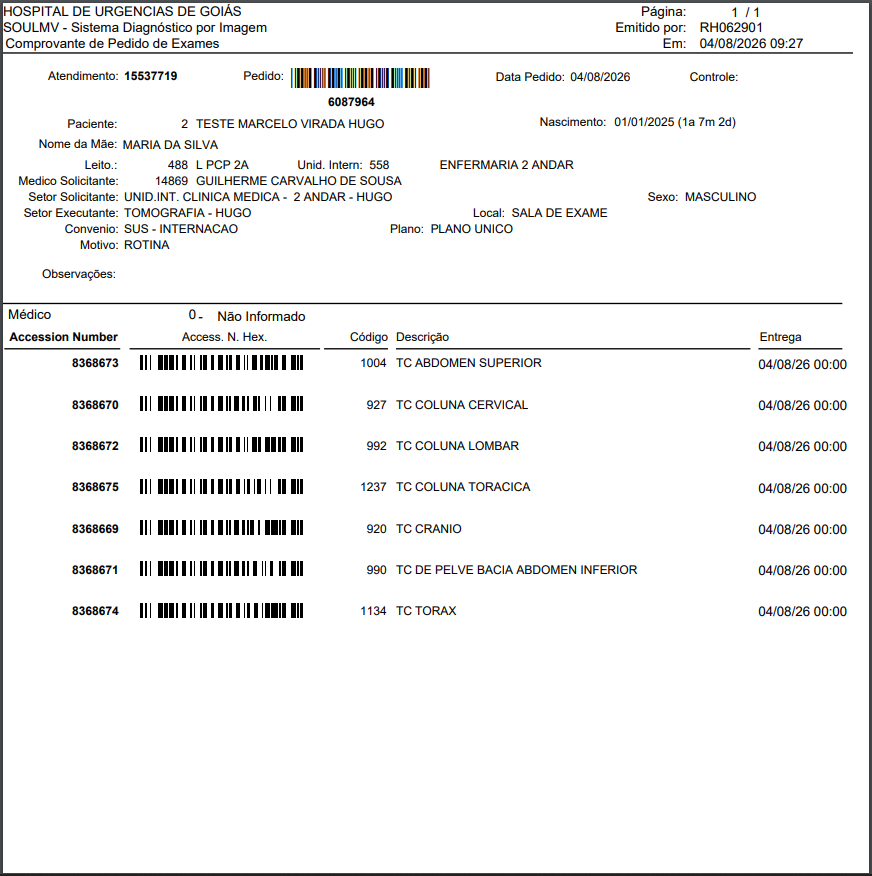 HOSPITAL DE URGENCIAS DE GOIÁS Página: 1 / 1
SOULMV - Sistema Diagnóstico por Imagem Emitido por: RH062901
Comprovante de Pedido de Exames Em: 04/08/2026 09:27
Atendimento: 15537719 Pedido: Data Pedido: 04/08/2026 Controle:
6087964
Paciente: 2 TESTE MARCELO VIRADA HUGO Nascimento: 01/01/2025 (1a 7m 2d)
Nome da Mãe: MARIA DA SILVA
Leito.: 488 L PCP 2A Unid. Intern: 558 ENFERMARIA 2 ANDAR
Medico Solicitante: 14869 GUILHERME CARVALHO DE SOUSA
Setor Solicitante: UNID.INT. CLINICA MEDICA - 2 ANDAR - HUGO Sexo: MASCULINO
Setor Executante: TOMOGRAFIA - HUGO Local: SALA DE EXAME
Convenio: SUS - INTERNACAO Plano: PLANO UNICO
Motivo: ROTINA
Observações:
Médico 0 - Não Informado
Accession Number Access. N. Hex. Código Descrição Entrega
8368673 1004 TC ABDOMEN SUPERIOR 04/08/26 00:00
8368670 927 TC COLUNA CERVICAL 04/08/26 00:00
8368672 992 TC COLUNA LOMBAR 04/08/26 00:00
8368675 1237 TC COLUNA TORACICA 04/08/26 00:00
8368669 920 TC CRANIO 04/08/26 00:00
8368671 990 TC DE PELVE BACIA ABDOMEN INFERIOR 04/08/26 00:00
8368674 1134 TC TORAX 04/08/26 00:00